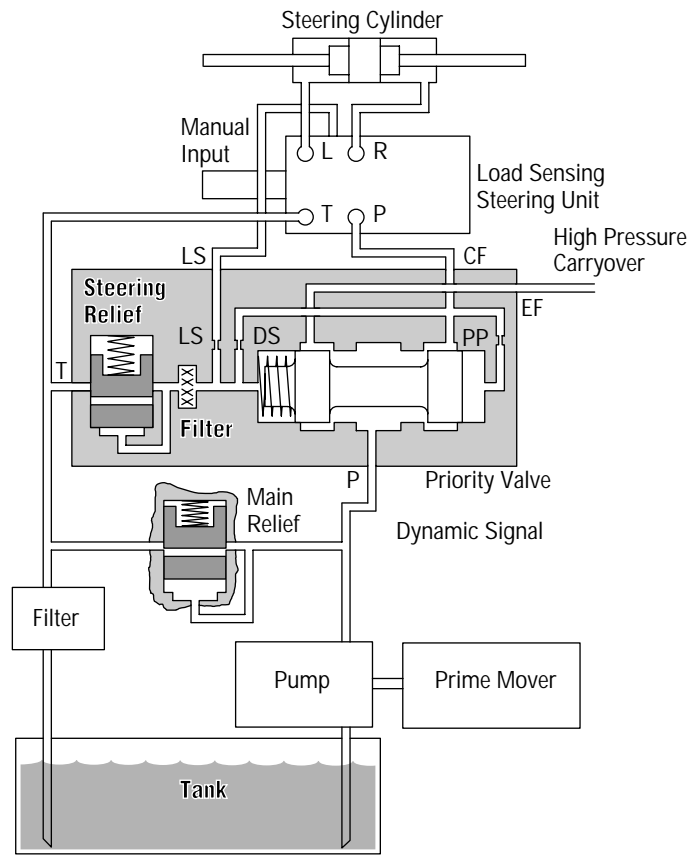 Steering Cylinder
Manual
Input
L
R
Load Sensing
Steering Unit
T
P
High Pressure
Carryover
LS
CF
Steering
Relief
EF
LS
DS
PP
T
Filter
P
Priority Valve
Main
Relief
Dynamic Signal
Filter
Pump
Prime Mover
Tank